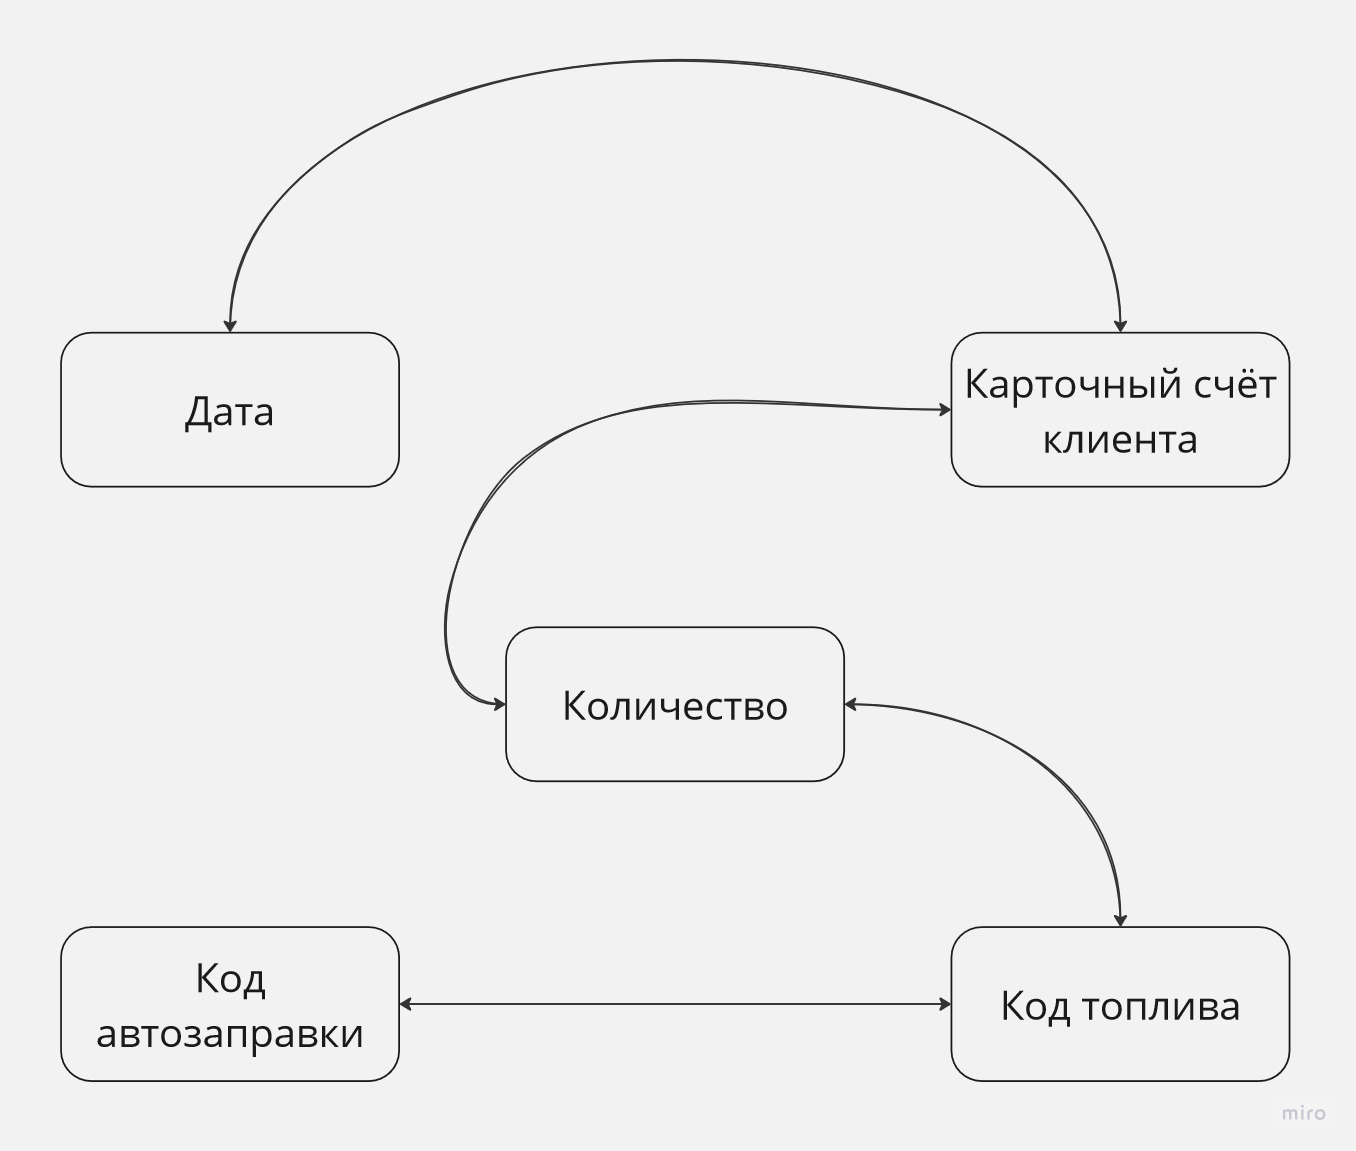 Дата
Карточный счёт
клиента
Количество
Код
автозаправки
Код топлива
miro